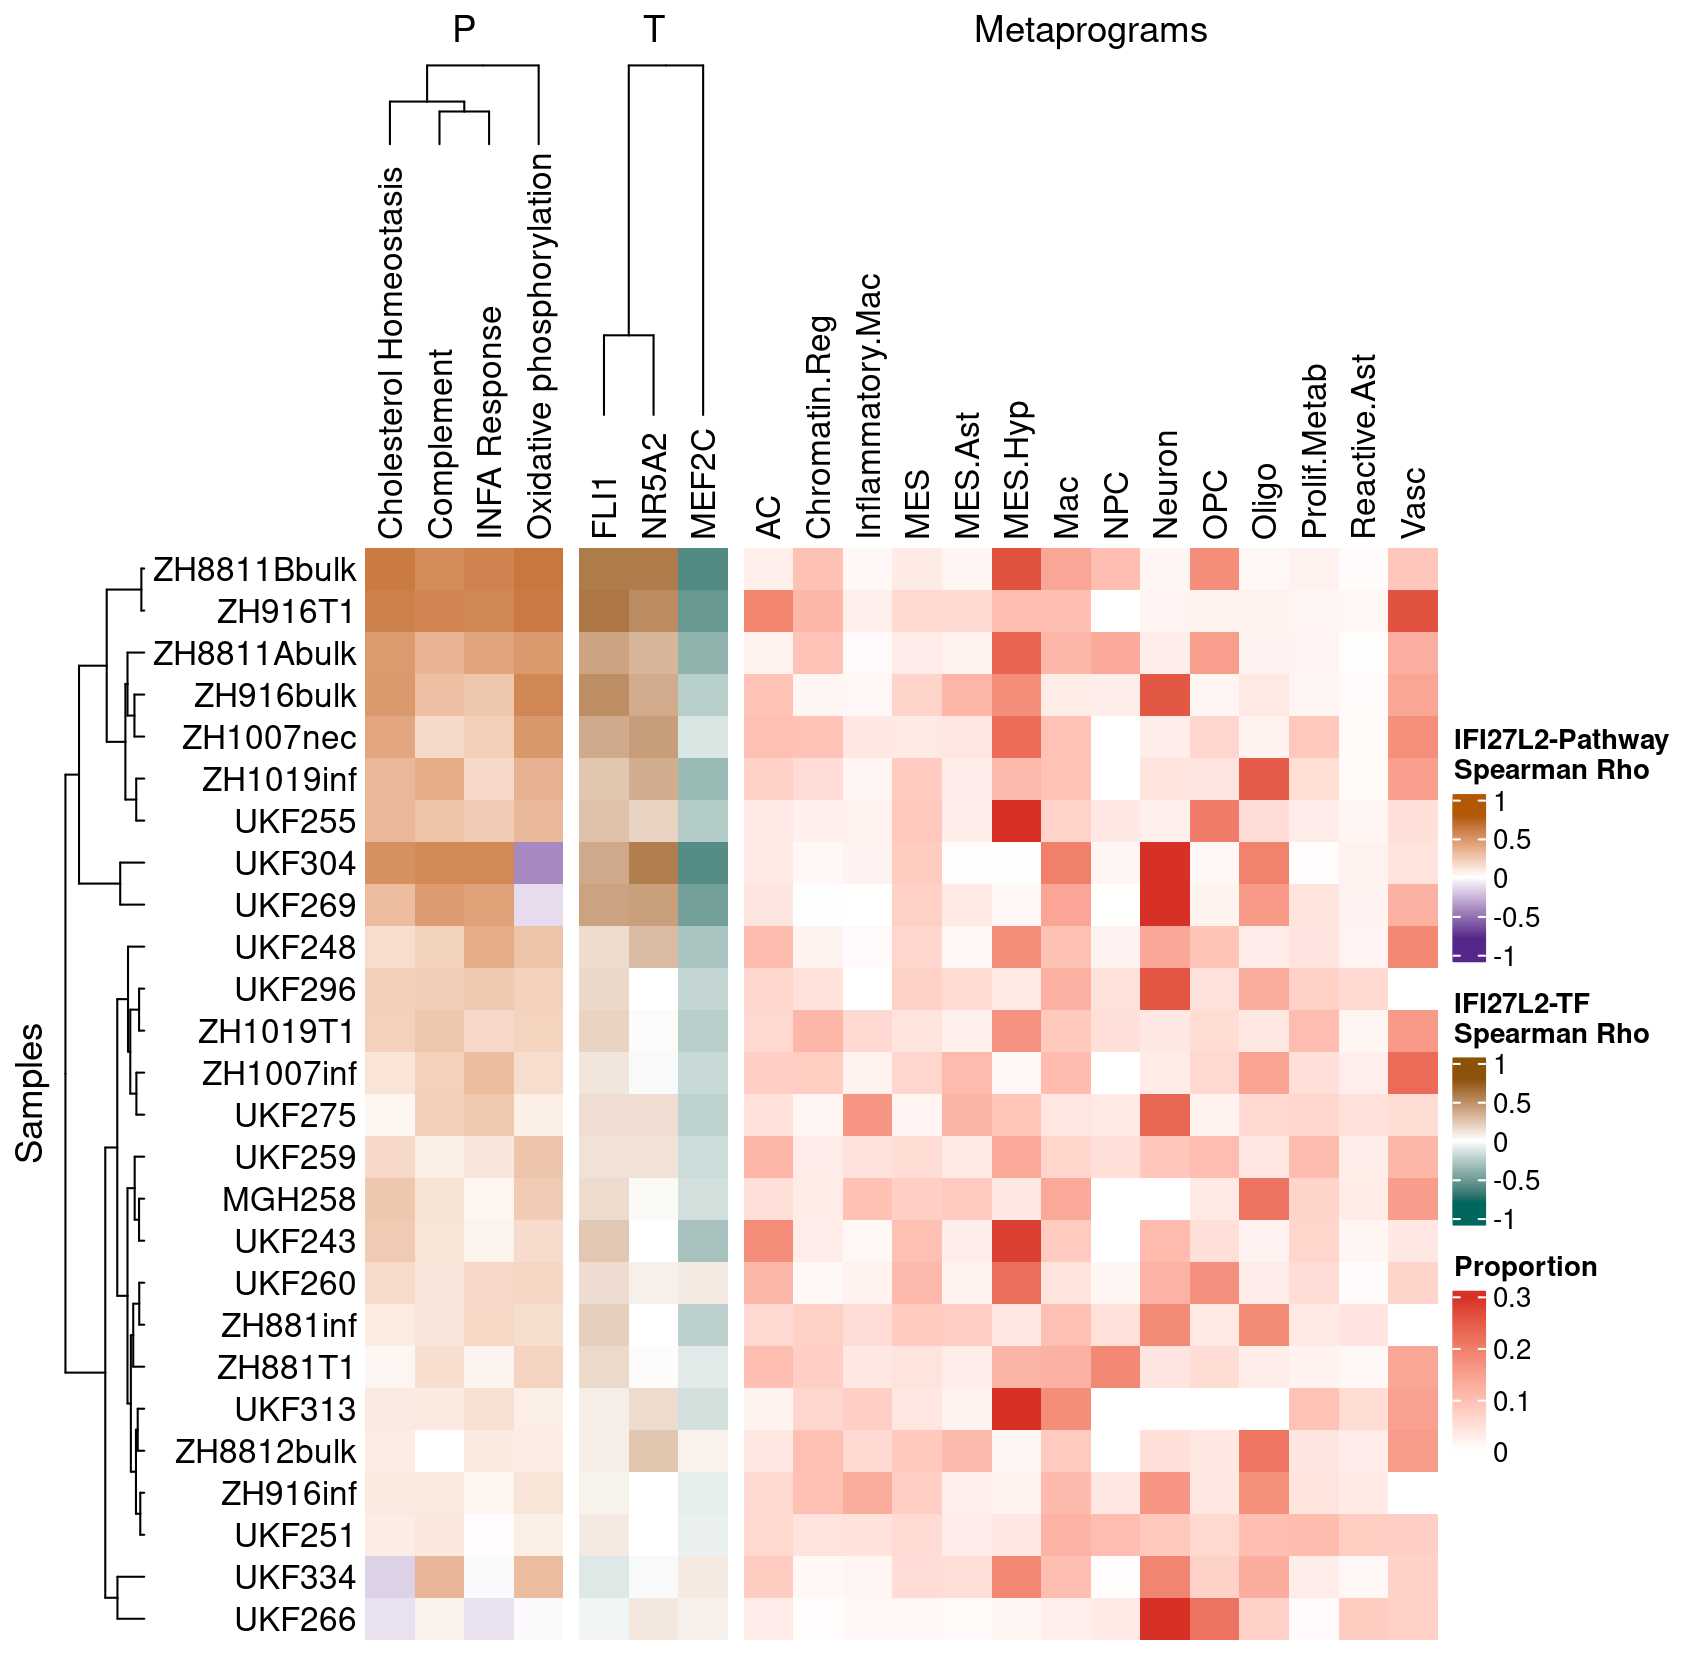 P
T
Metaprograms
Cholesterol Homeostasis
Complement
INFA Response
Oxidative phosphorylation
FLI1
NR5A2
MEF2C
AC
Chromatin.Reg
Inflammatory.Mac
MES
MES.Ast
MES.Hyp
Mac
NPC
Neuron
OPC
Oligo
Prolif.Metab
Reactive.Ast
Vasc
Samples
ZH8811Bbulk
ZH916T1
ZH8811Abulk
ZH916bulk
ZH1007nec
ZH1019inf
UKF255
UKF304
UKF269
UKF248
UKF296
ZH1019T1
ZH1007inf
UKF275
UKF259
MGH258
UKF243
UKF260
ZH881inf
ZH881T1
UKF313
ZH8812bulk
ZH916inf
UKF251
UKF334
UKF266
IFI27L2-Pathway
Spearman Rho
1
0.5
0
-0.5
-1
IFI27L2-TF
Spearman Rho
1
0.5
0
-0.5
-1
Proportion
0.3
0.2
0.1
0